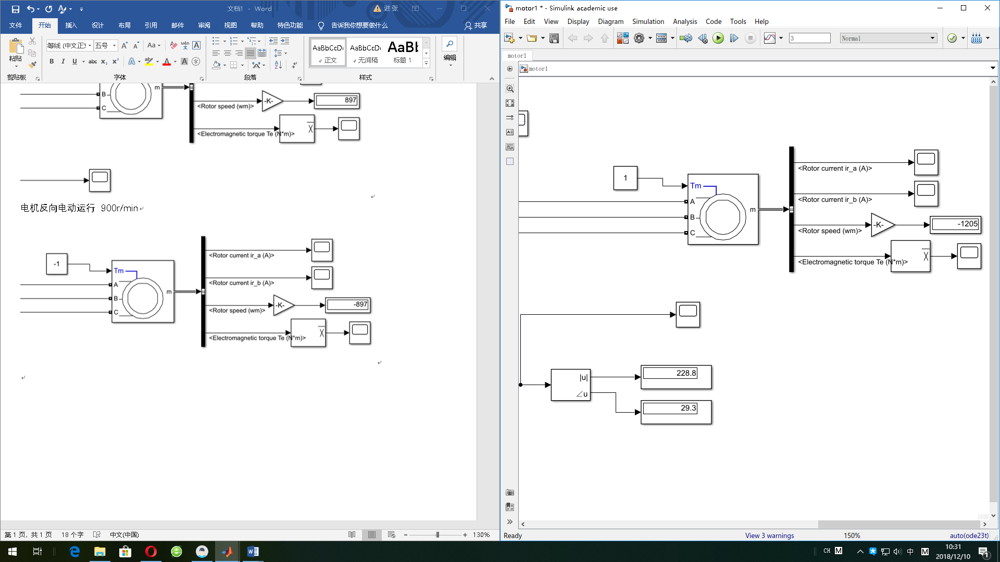 文档1 - Word
进 张
文件 开始 插入 设计 布局 引用 邮件 审阅 视图 帮助 特色功能 告诉我你想要做什么 共享
粘贴
等线 (中文正文 五号
B I U abc x₂ x²
AaBbCcDı AaBbCcDı AaBb
正文 无间隔 标题 1
编辑
剪贴板 字体 段落 样式
m
B
C
<Rotor speed (wm)>
-K-
897
<Electromagnetic torque Te (N*m)>
X
电机反向电动运行 900r/min
-1
Tm
A
B
C
m
<Rotor current ir_a (A)>
<Rotor current ir_b (A)>
<Rotor speed (wm)>
-K-
-897
<Electromagnetic torque Te (N*m)>
X
第 1 页, 共 1 页 18 个字 中文(中国) 130%
motor1 * - Simulink academic use
File Edit View Display Diagram Simulation Analysis Code Tools Help
3
Normal
motor1
motor1
1
Tm
A
B
C
m
<Rotor current ir_a (A)>
<Rotor current ir_b (A)>
<Rotor speed (wm)>
-K-
-1205
<Electromagnetic torque Te (N*m)>
X
|u|
∠u
228.8
29.3
Ready View 3 warnings 150% auto(ode23t)
CH M 中 M
10:31
2018/12/10
1